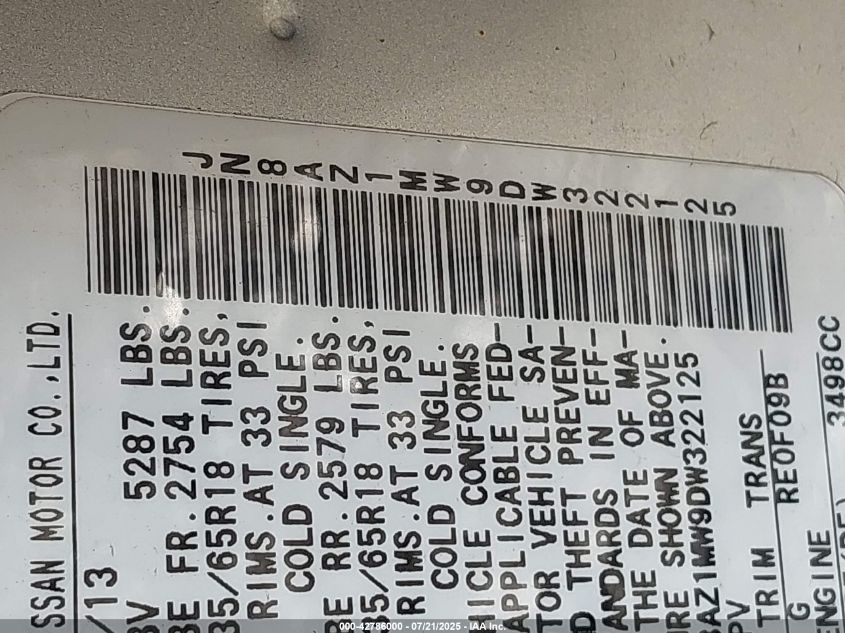 JN8AZ1MW9DW322125
SSAN MOTOR CO.,LTD.
/13
5287 LBS.
FR. 2754 LBS.
35/65R18 TIRES,
RIMS. AT 33 PSI
COLD SINGLE.
RR. 2579 LBS.
5/65R18 TIRES,
RIMS. AT 33 PSI
COLD SINGLE.
ICLE CONFORMS
APPLICABLE FED-
TOR VEHICLE SA-
D THEFT PREVEN-
ANDARDS IN EFF-
THE DATE OF MA-
RE SHOWN ABOVE.
AZ1MW9DW322125
PV
TRIM TRANS
G RE0F09B
ENGINE 3498CC
000-42786000 - 07/21/2025 - IAA Inc.